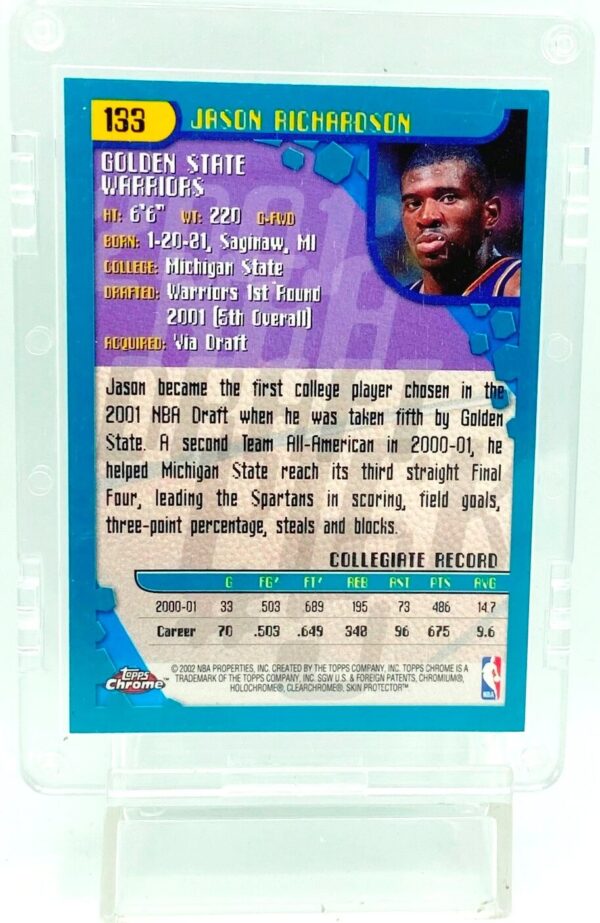 133 JASON RICHARDSON
GOLDEN STATE
WARRIORS
HT: 6'6" WT: 220 G-FWD
BORN: 1-20-81, Saginaw, MI
COLLEGE: Michigan State
DRAFTED: Warriors 1st Round
2001 (5th Overall)
ACQUIRED: Via Draft
Jason became the first college player chosen in the
2001 NBA Draft when he was taken fifth by Golden
State. A second Team All-American in 2000-01, he
helped Michigan State reach its third straight Final
Four, leading the Spartans in scoring, field goals,
three-point percentage, steals and blocks.
COLLEGIATE RECORD
G FG% FT% REB AST PTS AVG
2000-01 33 .503 .689 195 73 486 14.7
Career 70 .503 .649 340 96 675 9.6
Topps
Chrome™
© 2002 NBA PROPERTIES, INC. CREATED BY THE TOPPS COMPANY, INC. TOPPS CHROME IS A
TRADEMARK OF THE TOPPS COMPANY, INC. SGW U.S. & FOREIGN PATENTS, CHROMIUM®,
HOLOCHROME®, CLEARCHROME®, SKIN PROTECTOR™
NBA